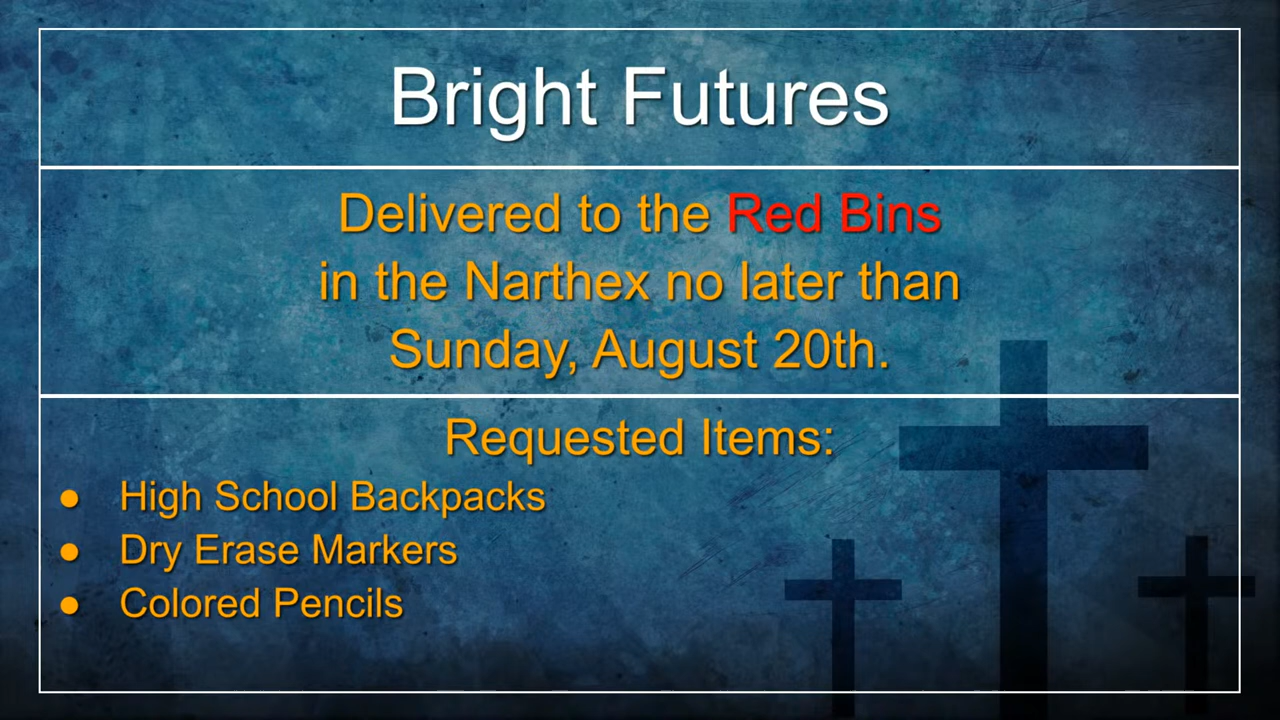 Bright Futures
Delivered to the Red Bins
in the Narthex no later than
Sunday, August 20th.
Requested Items:
● High School Backpacks
● Dry Erase Markers
● Colored Pencils